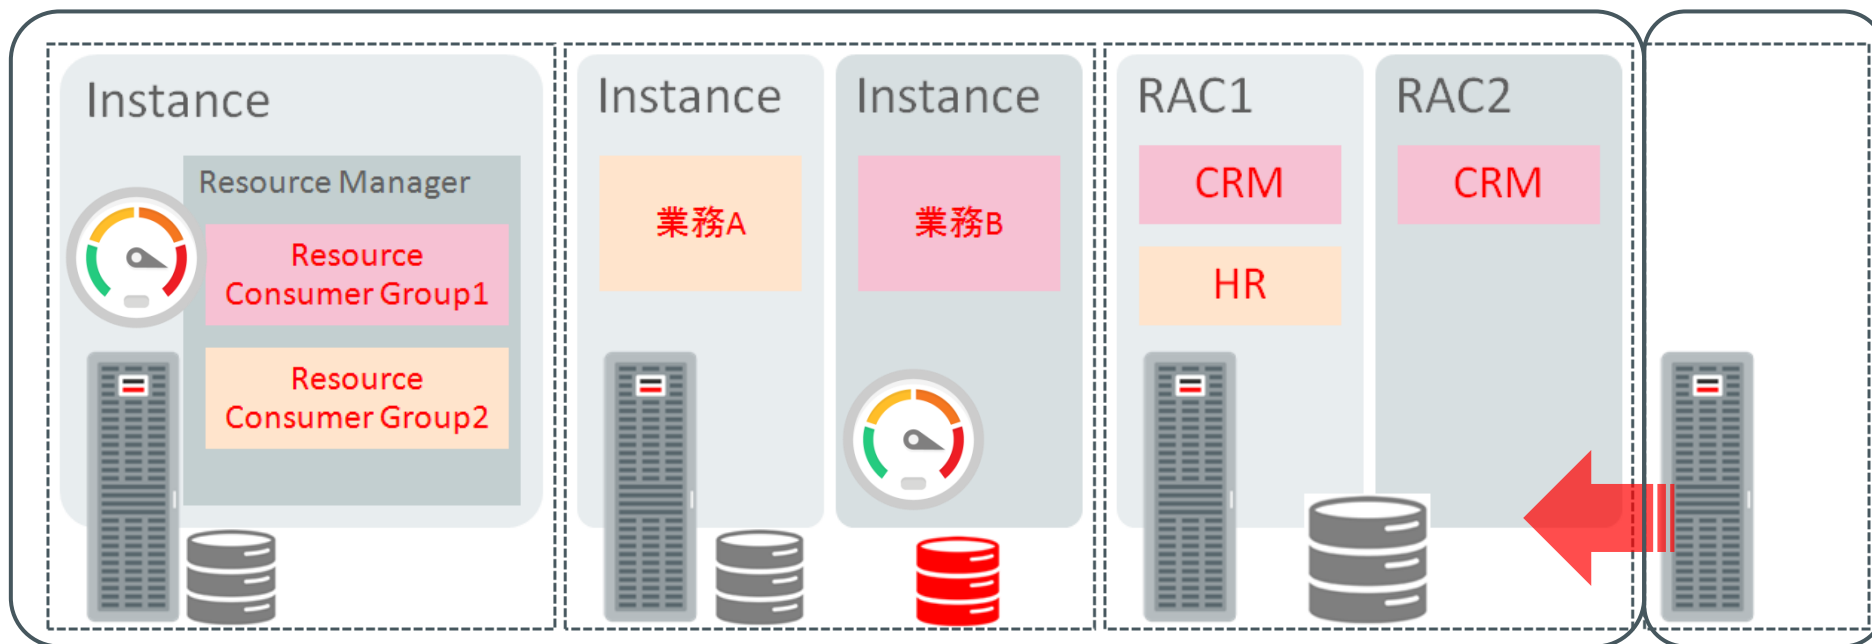 Instance
Resource Manager
Resource
Consumer Group1
Resource
Consumer Group2
Instance
業務A
Instance
業務B
RAC1
CRM
HR
RAC2
CRM